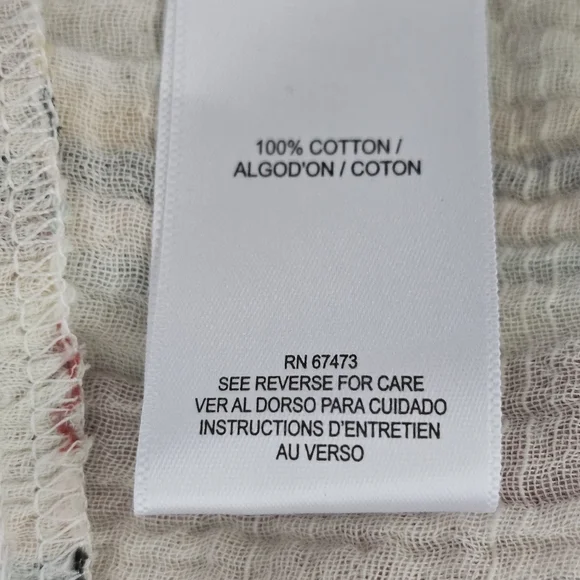 100% COTTON /
ALGOD'ON / COTON
RN 67473
SEE REVERSE FOR CARE
VER AL DORSO PARA CUIDADO
INSTRUCTIONS D'ENTRETIEN
AU VERSO